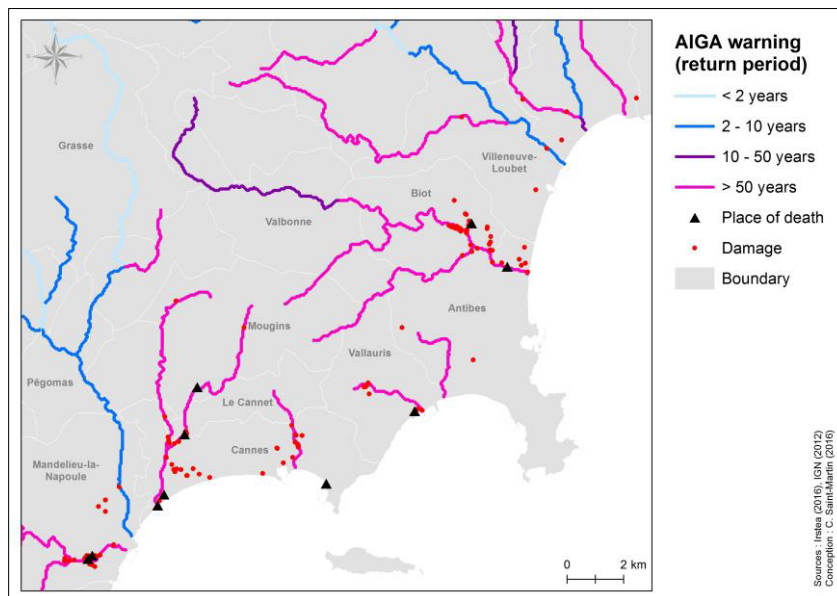 AIGA warning
(return period)
< 2 years
2 - 10 years
10 - 50 years
> 50 years
Place of death
Damage
Boundary
Grasse
Villeneuve-
Loubet
Biot
Valbonne
Antibes
Mougins
Vallauris
Pégomas
Le Cannet
Cannes
Mandelieu-la-
Napoule
0 2 km
Sources : Irstea (2016), IGN (2012)
Conception : C. Saint-Martin (2016)